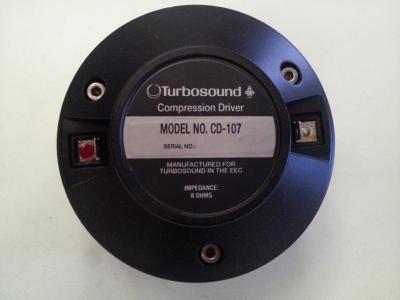 Turbosound
Compression Driver
MODEL NO. CD-107
SERIAL NO.:
MANUFACTURED FOR
TURBOSOUND IN THE EEC
IMPEDANCE:
8 OHMS